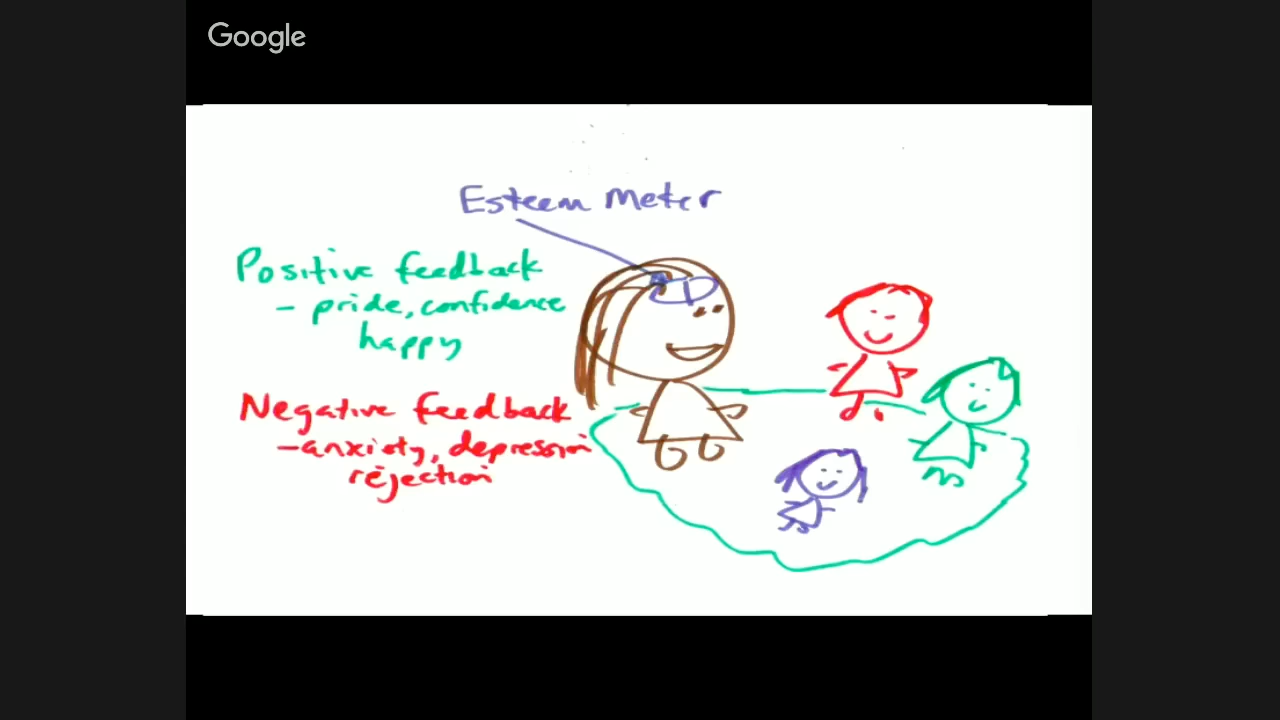 Google
Esteem Meter
Positive feedback
- pride, confidence
happy
Negative feedback
- anxiety, depression
rejection